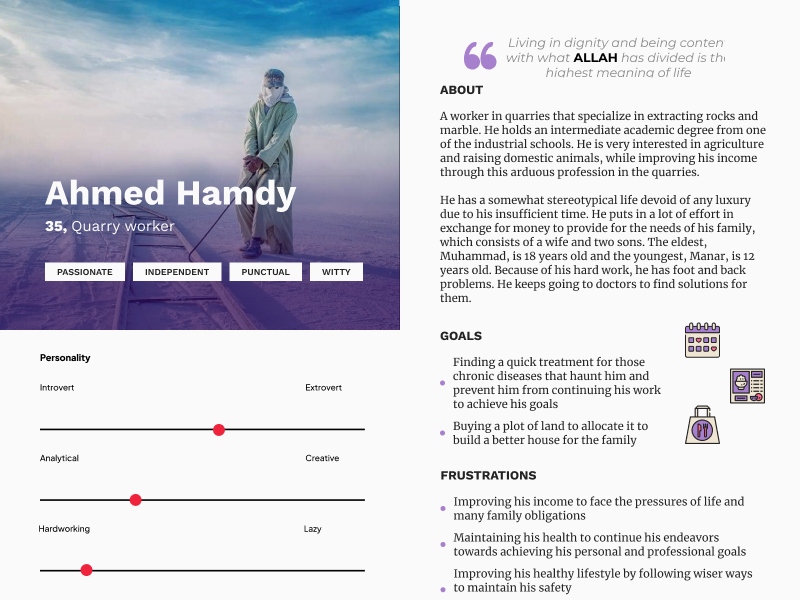 Ahmed Hamdy
35, Quarry worker
PASSIONATE INDEPENDENT PUNCTUAL WITTY
Personality
Introvert Extrovert
Analytical Creative
Hardworking Lazy
Living in dignity and being conten
with what ALLAH has divided is the
highest meaning of life
ABOUT
A worker in quarries that specialize in extracting rocks and
marble. He holds an intermediate academic degree from one
of the industrial schools. He is very interested in agriculture
and raising domestic animals, while improving his income
through this arduous profession in the quarries.
He has a somewhat stereotypical life devoid of any luxury
due to his insufficient time. He puts in a lot of effort in
exchange for money to provide for the needs of his family,
which consists of a wife and two sons. The eldest,
Muhammad, is 18 years old and the youngest, Manar, is 12
years old. Because of his hard work, he has foot and back
problems. He keeps going to doctors to find solutions for
them.
GOALS
Finding a quick treatment for those
chronic diseases that haunt him and
prevent him from continuing his work
to achieve his goals
Buying a plot of land to allocate it to
build a better house for the family
FRUSTRATIONS
Improving his income to face the pressures of life and
many family obligations
Maintaining his health to continue his endeavors
towards achieving his personal and professional goals
Improving his healthy lifestyle by following wiser ways
to maintain his safety